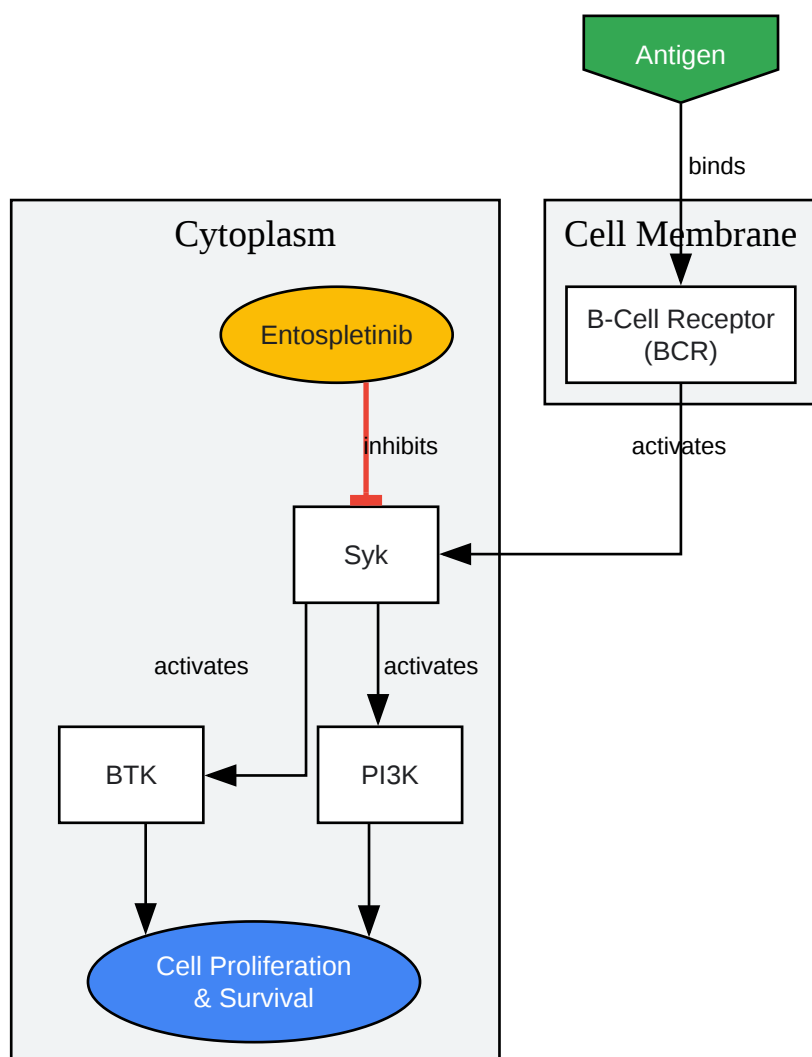 Antigen
binds
Cytoplasm
Cell Membrane
Entospletinib
B-Cell Receptor
(BCR)
inhibits
activates
Syk
activates
activates
BTK
PI3K
Cell Proliferation
& Survival